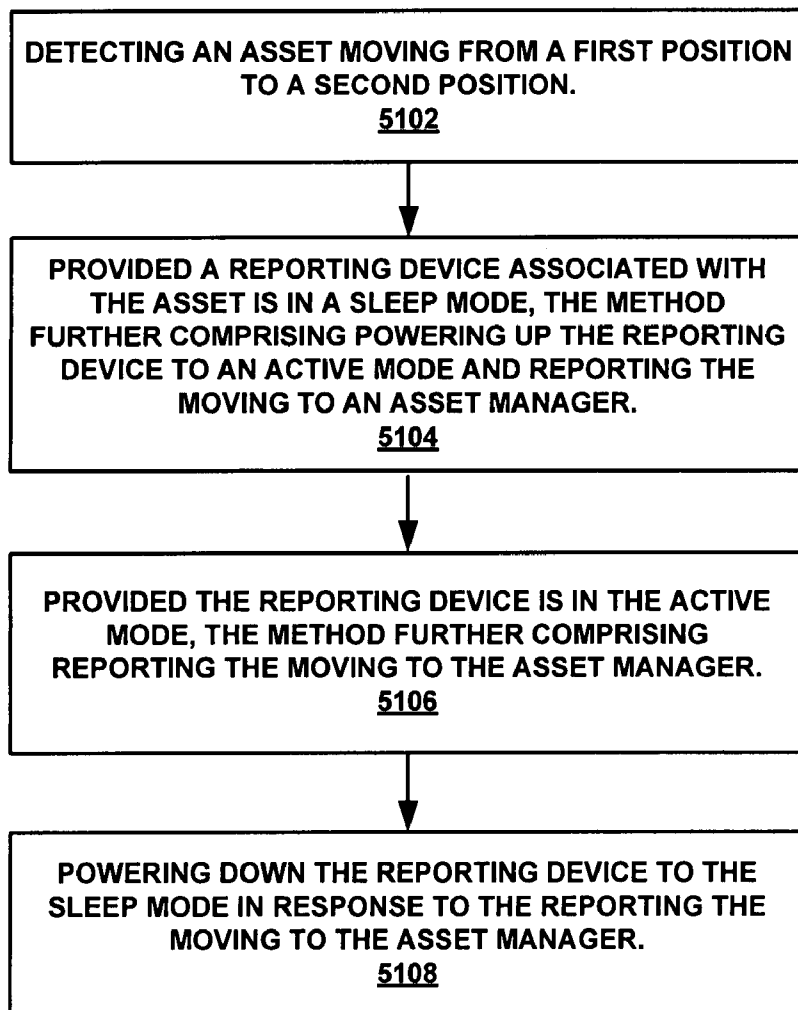 DETECTING AN ASSET MOVING FROM A FIRST POSITION
TO A SECOND POSITION.
5102
PROVIDED A REPORTING DEVICE ASSOCIATED WITH
THE ASSET IS IN A SLEEP MODE, THE METHOD
FURTHER COMPRISING POWERING UP THE REPORTING
DEVICE TO AN ACTIVE MODE AND REPORTING THE
MOVING TO AN ASSET MANAGER.
5104
PROVIDED THE REPORTING DEVICE IS IN THE ACTIVE
MODE, THE METHOD FURTHER COMPRISING
REPORTING THE MOVING TO THE ASSET MANAGER.
5106
POWERING DOWN THE REPORTING DEVICE TO THE
SLEEP MODE IN RESPONSE TO THE REPORTING THE
MOVING TO THE ASSET MANAGER.
5108